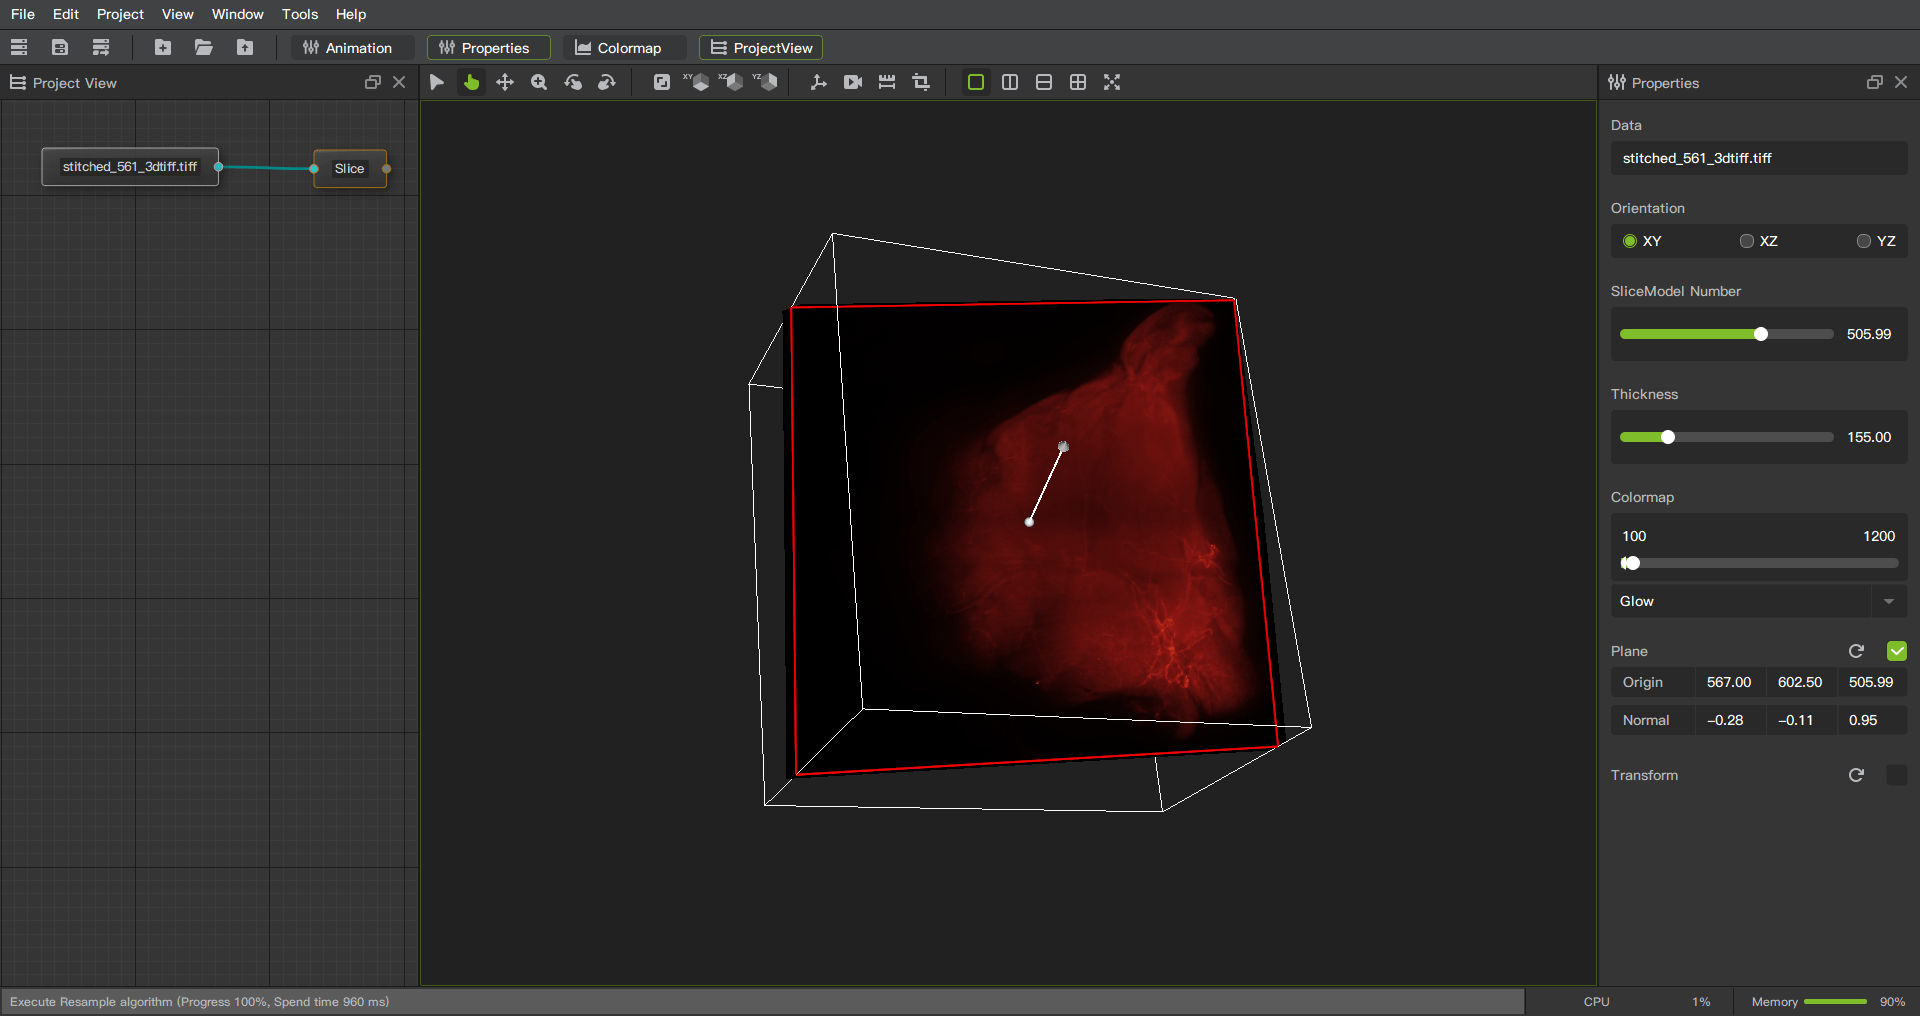 File Edit Project View Window Tools Help
Animation Properties Colormap ProjectView
Project View
XY XZ YZ
Properties
stitched_561_3dtiff.tiff
Slice
Data
stitched_561_3dtiff.tiff
Orientation
XY XZ YZ
SliceModel Number
505.99
Thickness
155.00
Colormap
100 1200
Glow
Plane
Origin 567.00 602.50 505.99
Normal -0.28 -0.11 0.95
Transform
Execute Resample algorithm (Progress 100%, Spend time 960 ms)
CPU 1% Memory 90%